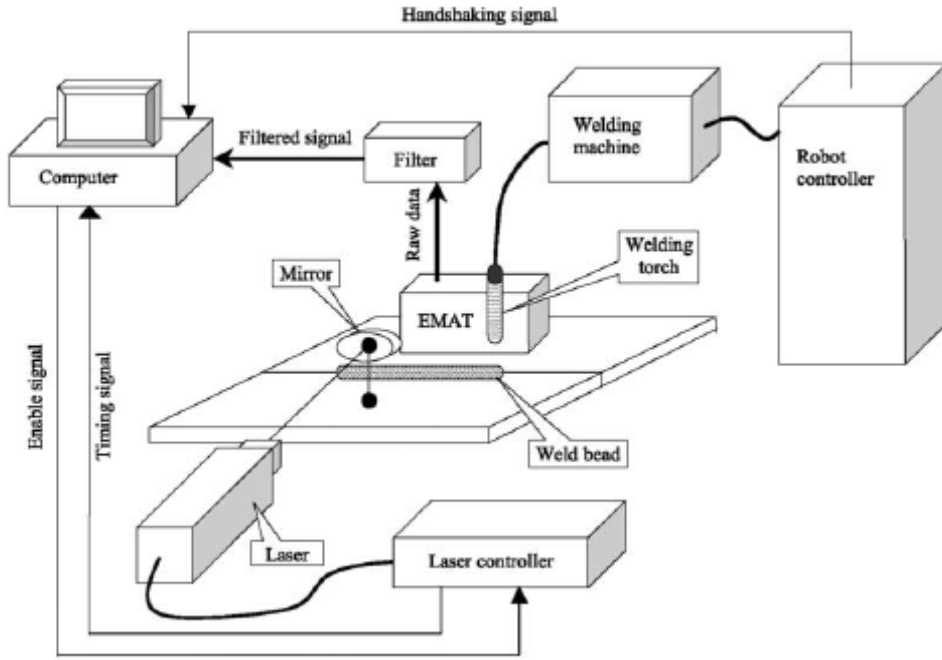 Handshaking signal
Welding
machine
Robot
controller
Filtered signal
Filter
Computer
Raw data
Welding
torch
Mirror
EMAT
Enable signal
Timing signal
Weld bead
Laser
Laser controller